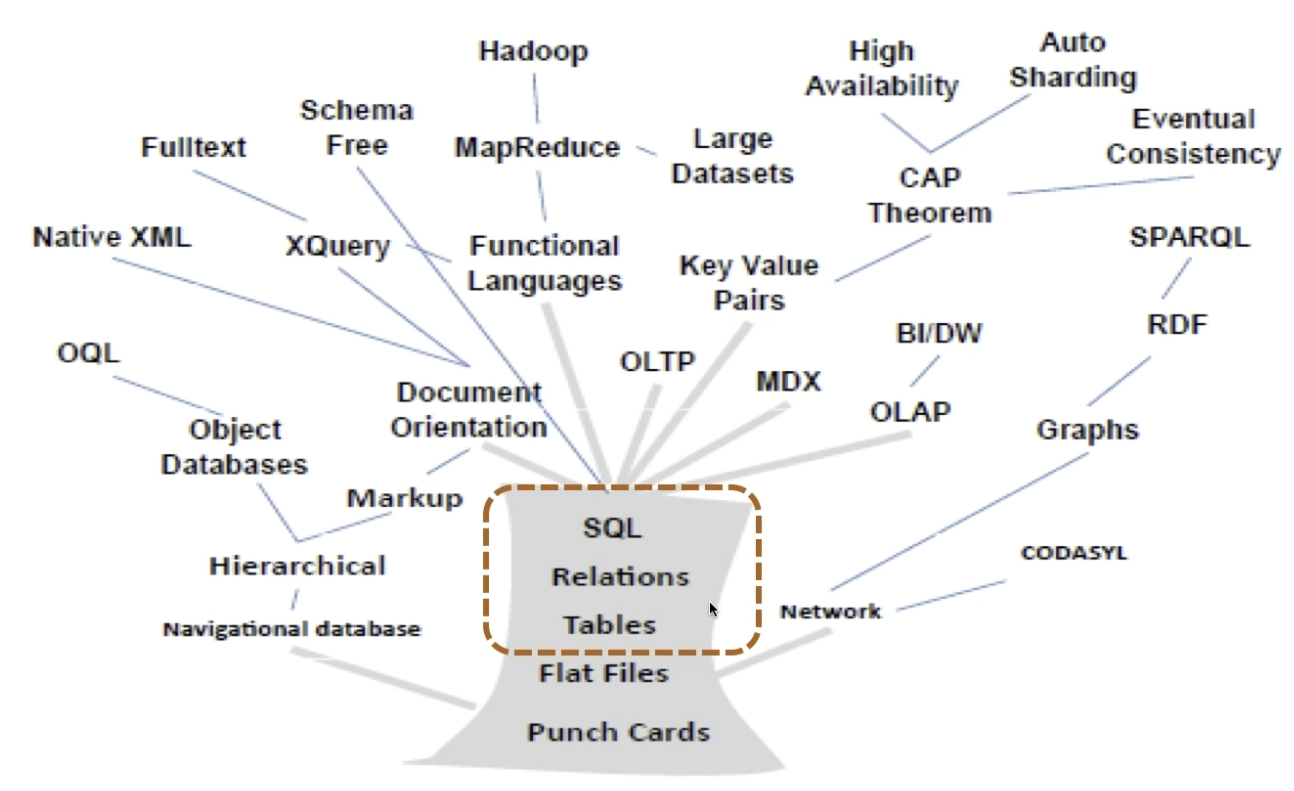 Hadoop
High
Availability
Auto
Sharding
Schema
Free
Fulltext
MapReduce
Large
Datasets
Eventual
Consistency
CAP
Theorem
Native XML
XQuery
Functional
Languages
Key Value
Pairs
SPARQL
RDF
BI/DW
OQL
OLTP
MDX
OLAP
Document
Orientation
Object
Databases
Graphs
Markup
SQL
Hierarchical
Relations
CODASYL
Navigational database
Tables
Network
Flat Files
Punch Cards